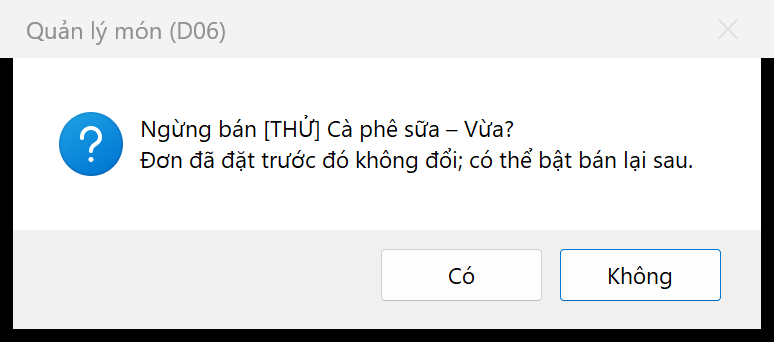 Quản lý món (D06)
Ngừng bán [THỬ] Cà phê sữa – Vừa?
Đơn đã đặt trước đó không đổi; có thể bật bán lại sau.
Có
Không